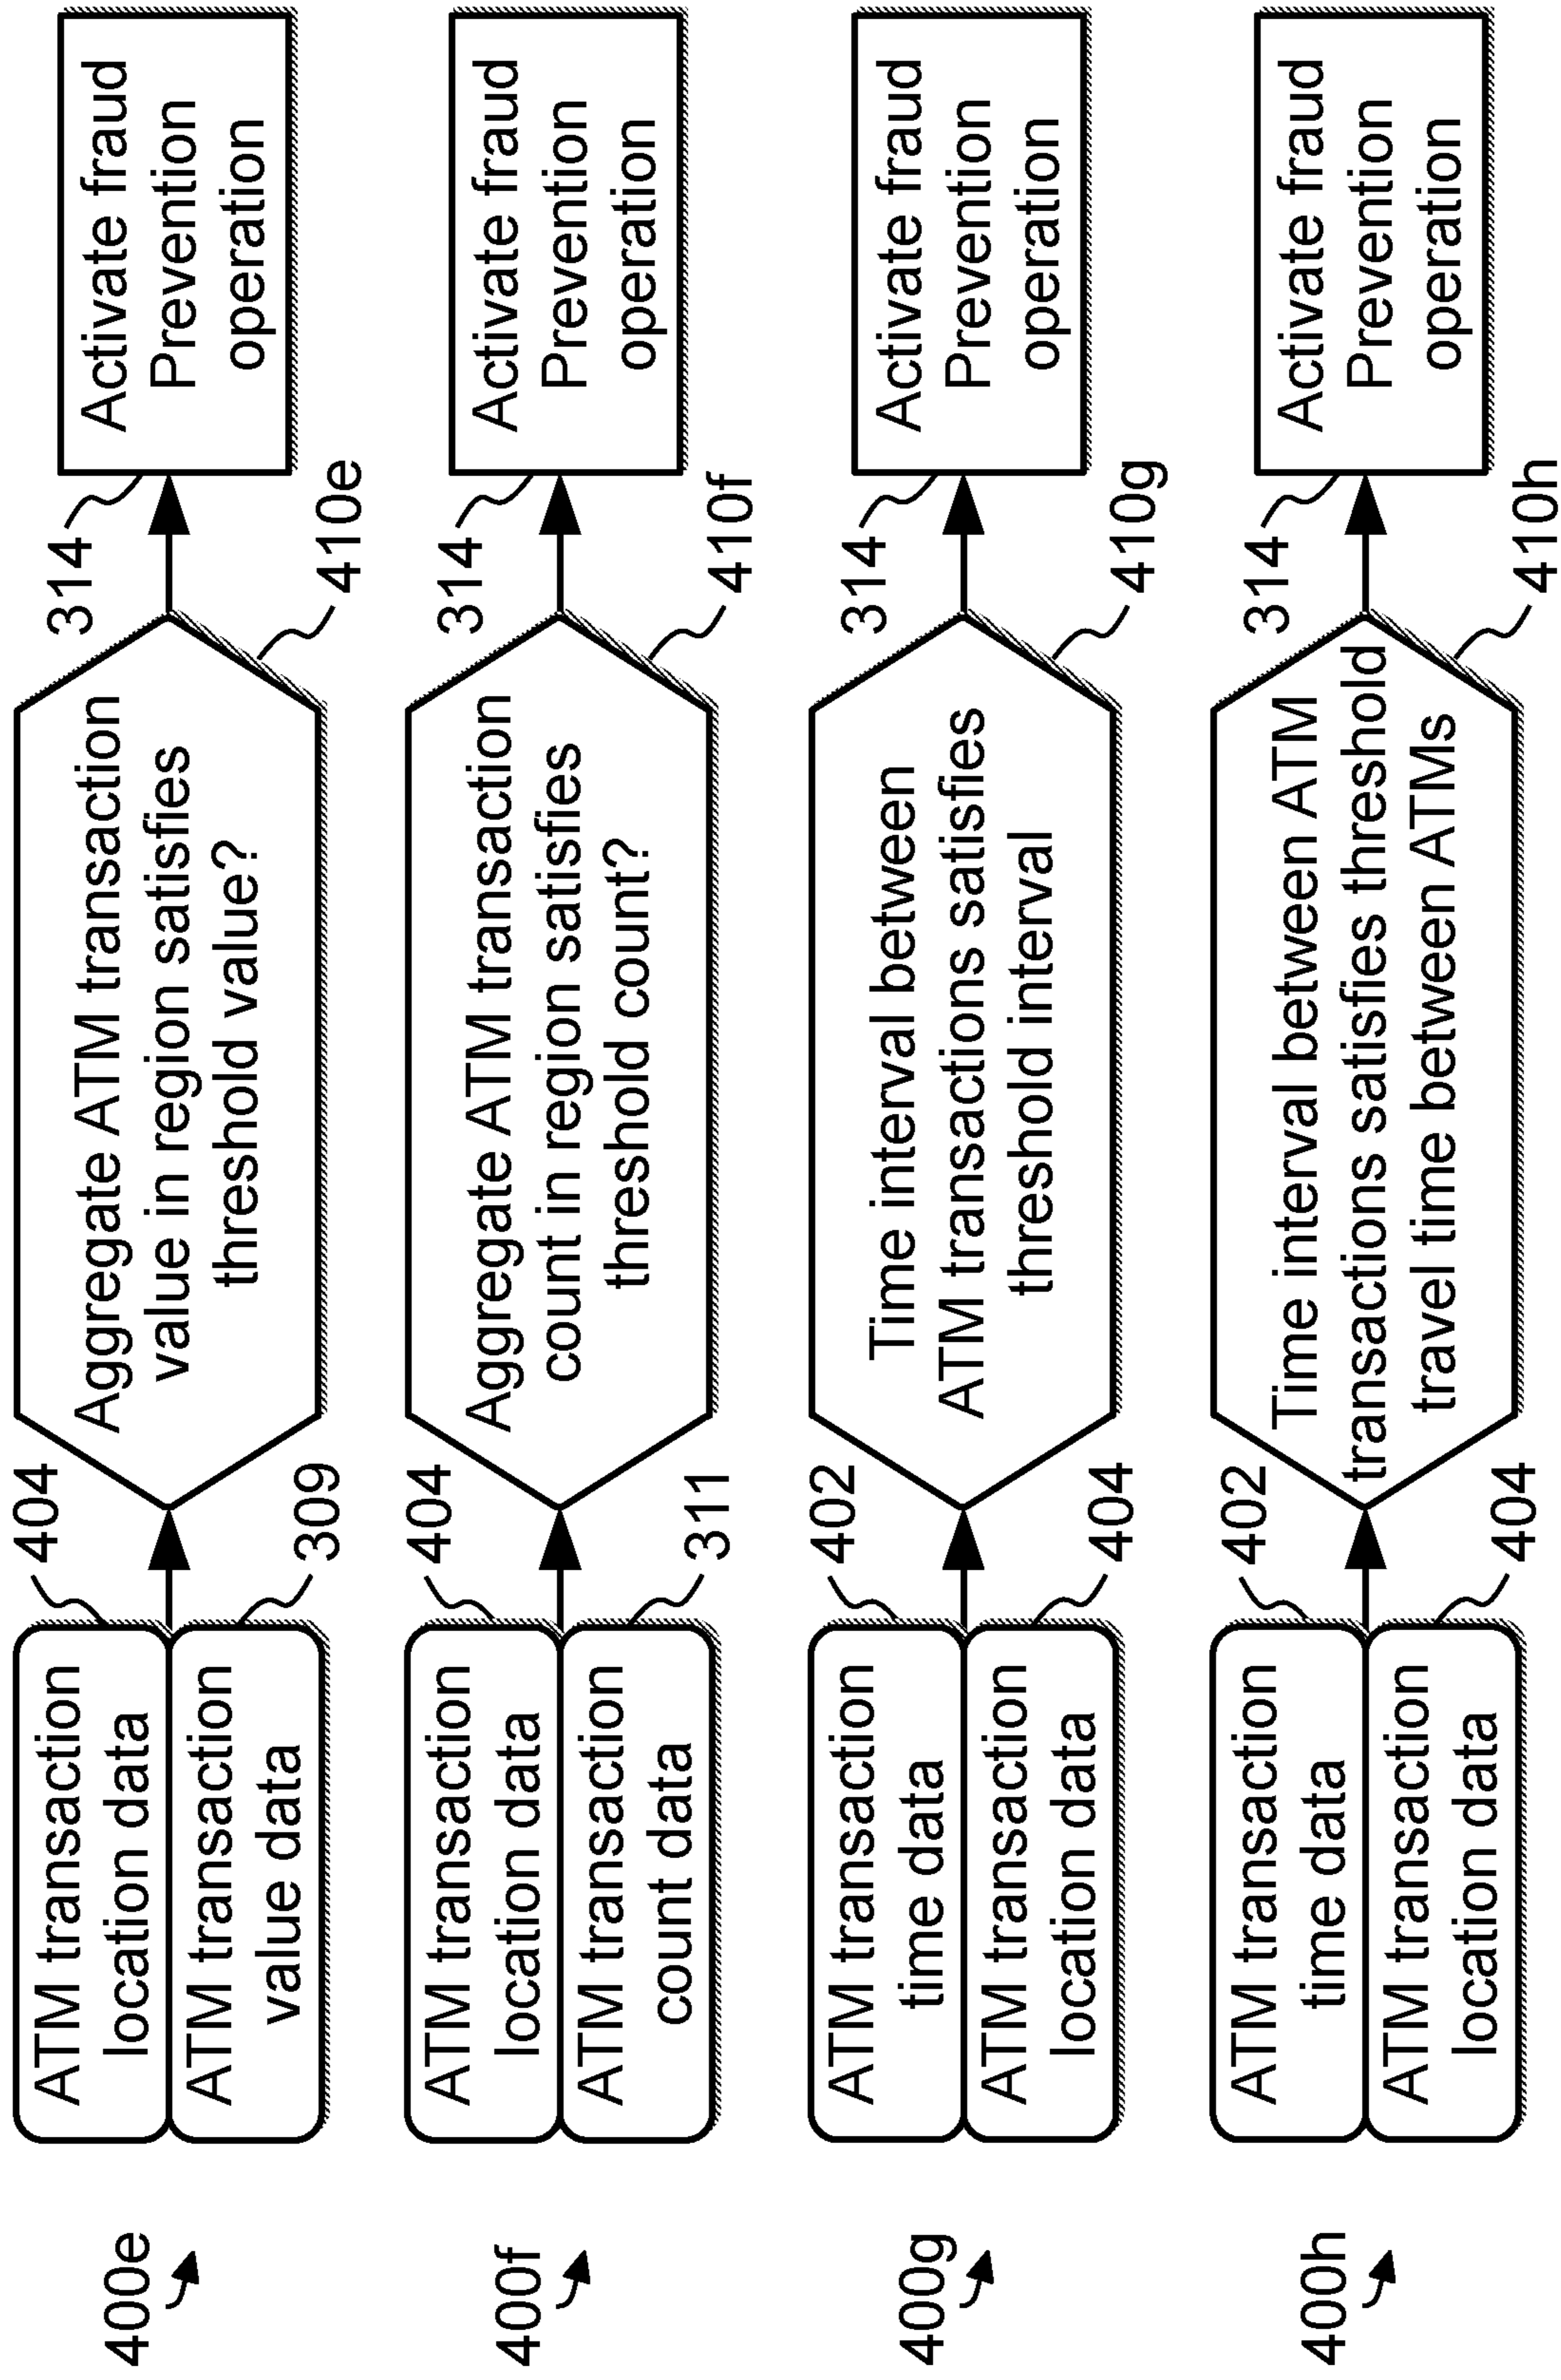 400e
404
ATM transaction
location data
ATM transaction
value data
309
Aggregate ATM transaction
value in region satisfies
threshold value?
410e
314
Activate fraud
Prevention
operation
400f
404
ATM transaction
location data
ATM transaction
count data
311
Aggregate ATM transaction
count in region satisfies
threshold count?
410f
314
Activate fraud
Prevention
operation
400g
402
ATM transaction
time data
ATM transaction
location data
404
Time interval between
ATM transactions satisfies
threshold interval
410g
314
Activate fraud
Prevention
operation
400h
402
ATM transaction
time data
ATM transaction
location data
404
Time interval between ATM
transactions satisfies threshold
travel time between ATMs
410h
314
Activate fraud
Prevention
operation